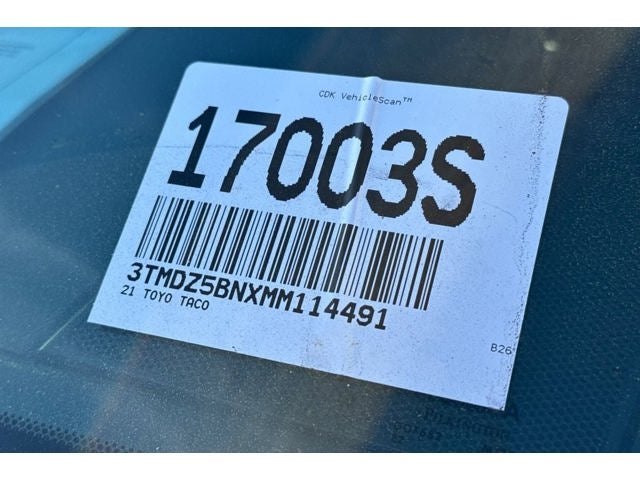 CDK VehicleScan™
17003S
3TMDZ5BNXMM114491
21 TOYO TACO
B26